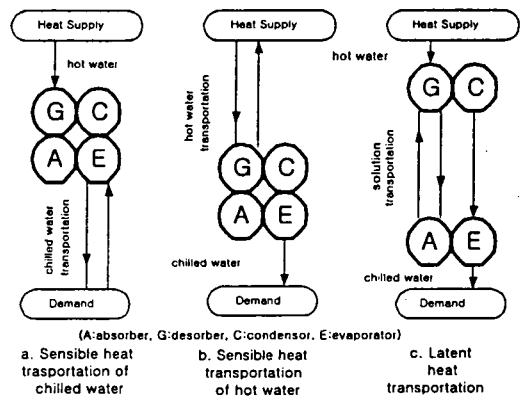 Heat Supply
hot water
G
C
A
E
chilled water
transportation
Demand
Heat Supply
hot water
transportation
G
C
A
E
chilled water
Demand
Heat Supply
hot water
G
C
solution
transportation
A
E
chilled water
Demand
(A:absorber, G:desorber, C:condensor, E:evaporator)
a. Sensible heat
trasportation of
chilled water
b. Sensible heat
transportation
of hot water
c. Latent
heat
transportation